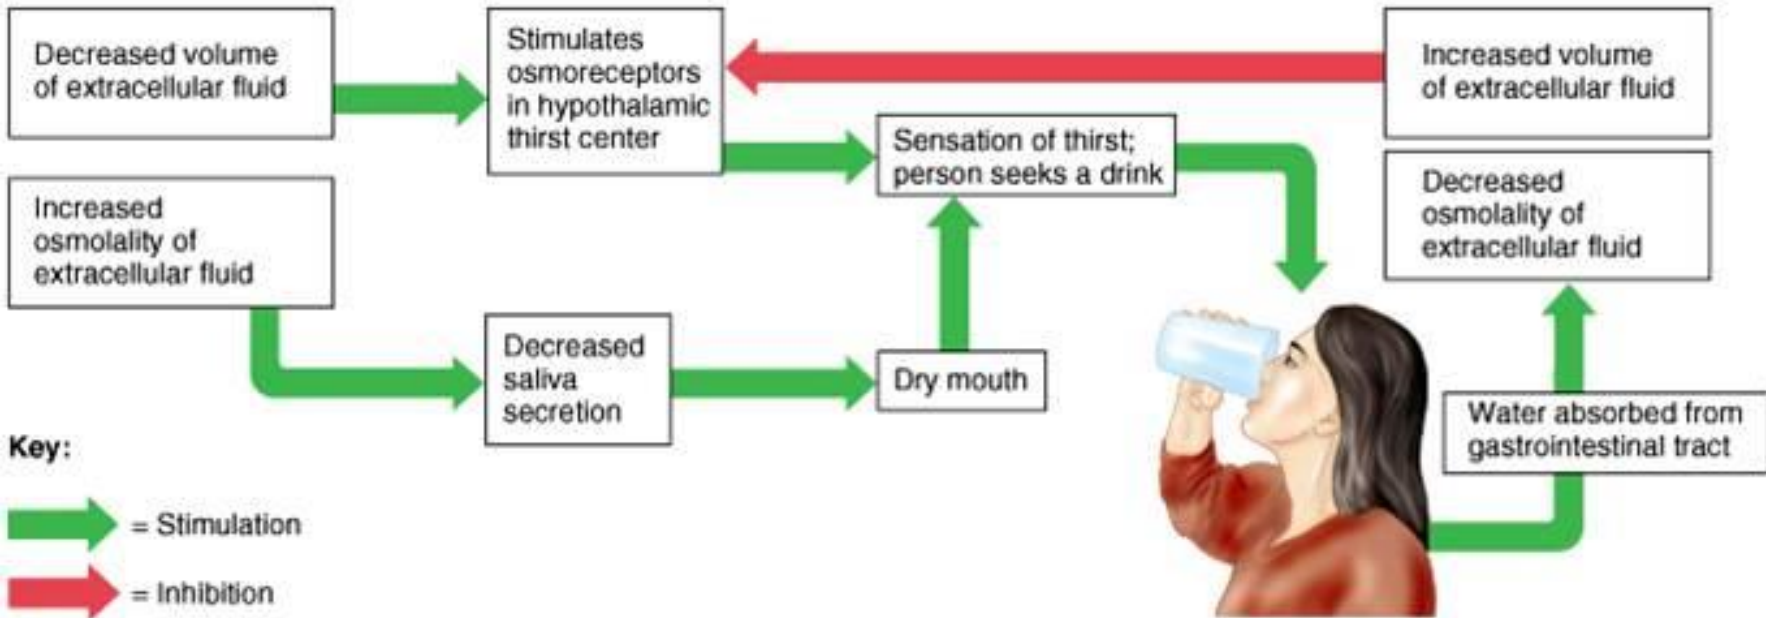 Decreased volume
of extracellular fluid
Stimulates
osmoreceptors
in hypothalamic
thirst center
Increased volume
of extracellular fluid
Sensation of thirst;
person seeks a drink
Increased
osmolality of
extracellular fluid
Decreased
osmolality of
extracellular fluid
Decreased
saliva
secretion
Dry mouth
Water absorbed from
gastrointestinal tract
Key:
= Stimulation
= Inhibition